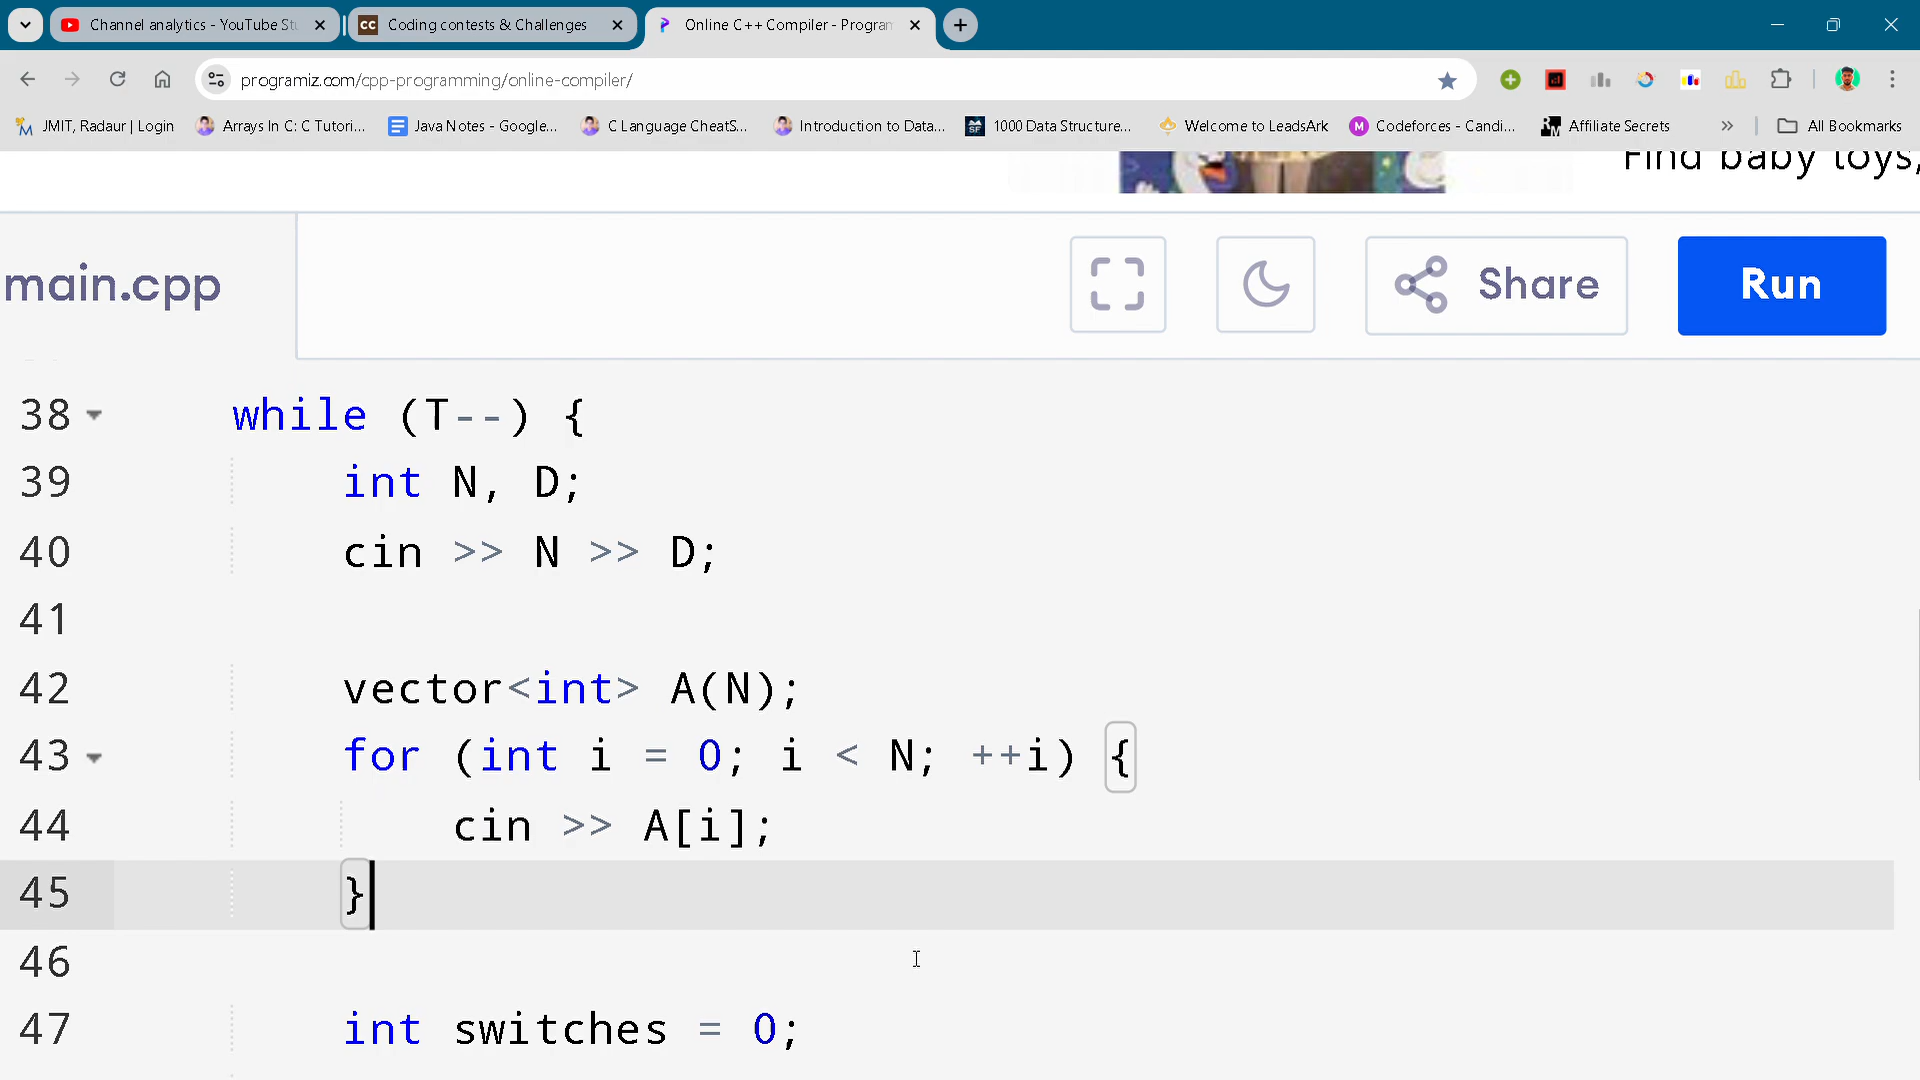 Channel analytics - YouTube Stu
Coding contests & Challenges
Online C++ Compiler - Program
programiz.com/cpp-programming/online-compiler/
JMIT, Radaur | Login
Arrays In C: C Tutori...
Java Notes - Google...
C Language CheatS...
Introduction to Data...
1000 Data Structure...
Welcome to LeadsArk
Codeforces - Candi...
Affiliate Secrets
All Bookmarks
Find baby toys,
main.cpp
Share
Run
38 while (T--) {
39 int N, D;
40 cin >> N >> D;
41
42 vector<int> A(N);
43 for (int i = 0; i < N; ++i) {
44 cin >> A[i];
45 }
46
47 int switches = 0;